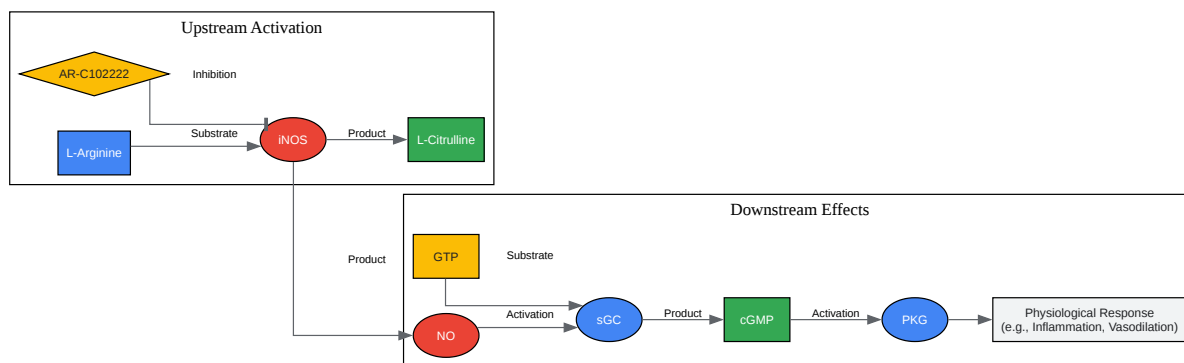 Upstream Activation
AR-C102222
Inhibition
Substrate
L-Arginine
iNOS
Product
L-Citrulline
Product
Downstream Effects
GTP
Substrate
NO
Activation
sGC
Product
cGMP
Activation
PKG
Physiological Response
(e.g., Inflammation, Vasodilation)